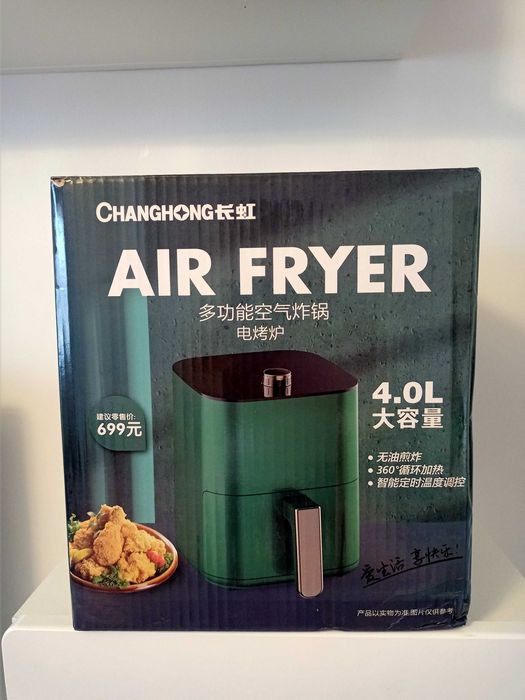 CHANGHONG长虹
AIR FRYER
多功能空气炸锅
电烤炉
4.0L
大容量
建议零售价:
699元
• 无油煎炸
• 360°循环加热
• 智能定时温度调控
爱生活 享快乐!
产品以实物为准,图片仅供参考